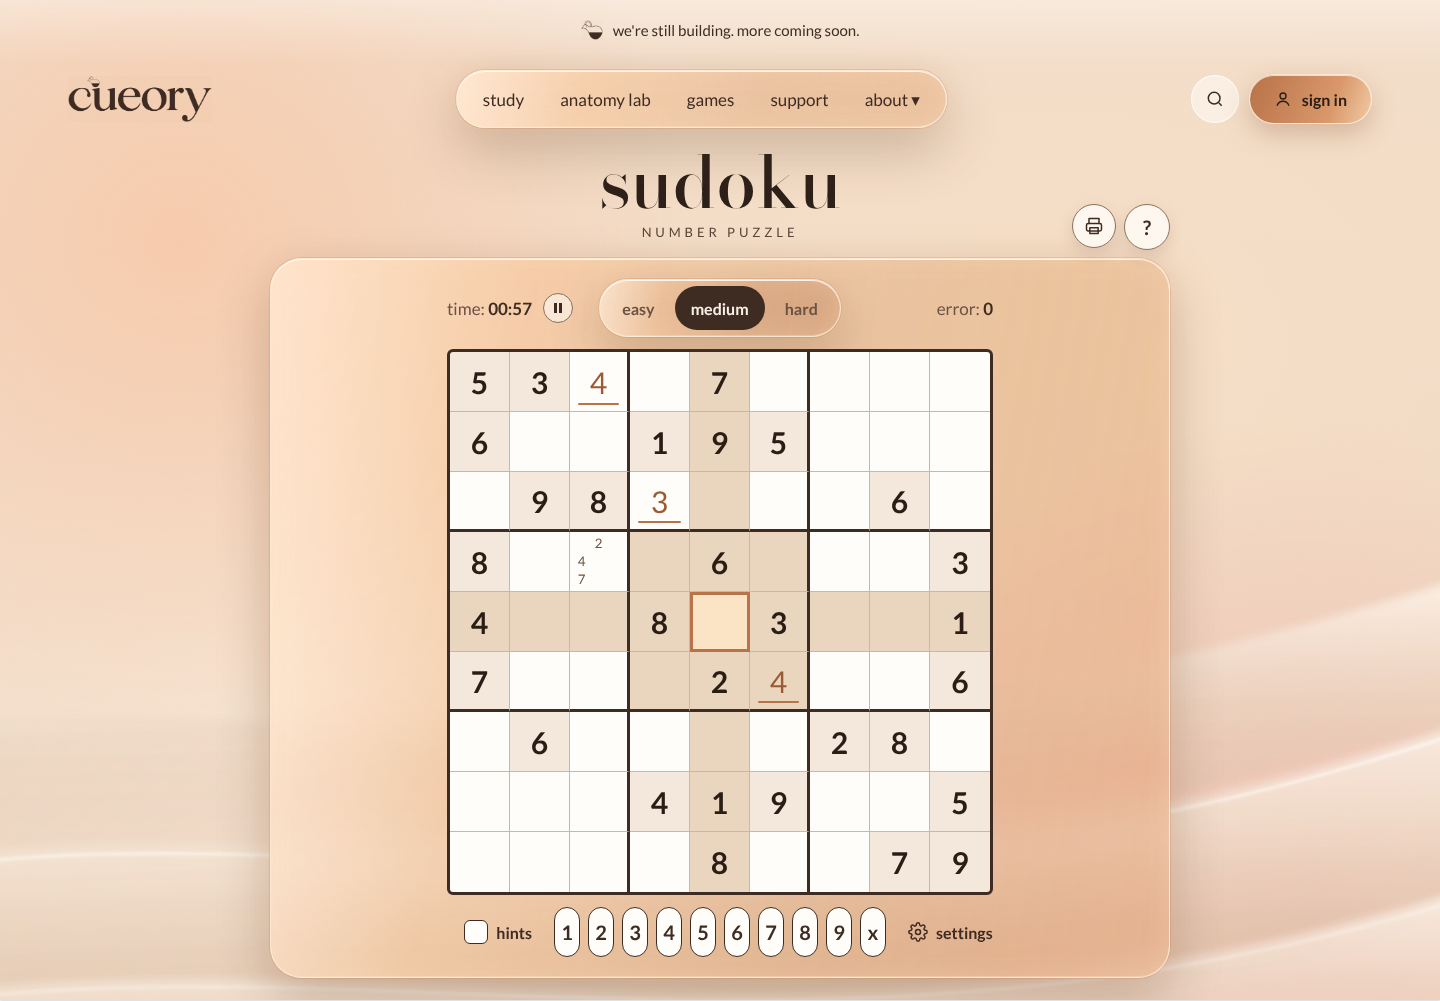 we're still building. more coming soon.
cueory
study anatomy lab games support about ▾
sign in
sudoku
NUMBER PUZZLE
?
time: 00:57 easy medium hard error: 0
5 3 4 7
6 1 9 5
9 8 3 6
2
8 4 6 3
7
4 8 3 1
7 2 4 6
6 2 8
4 1 9 5
8 7 9
hints 1 2 3 4 5 6 7 8 9 x settings